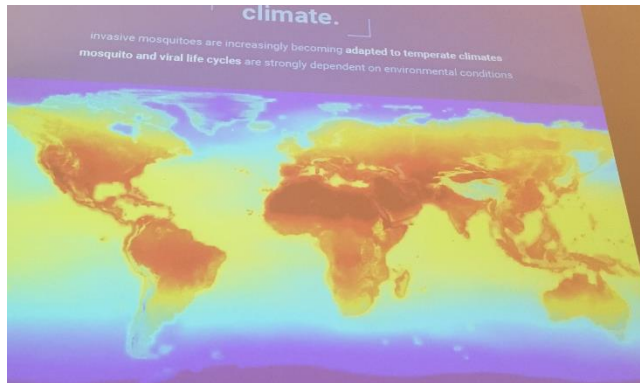 climate.
invasive mosquitoes are increasingly becoming adapted to temperate climates
mosquito and viral life cycles are strongly dependent on environmental conditions